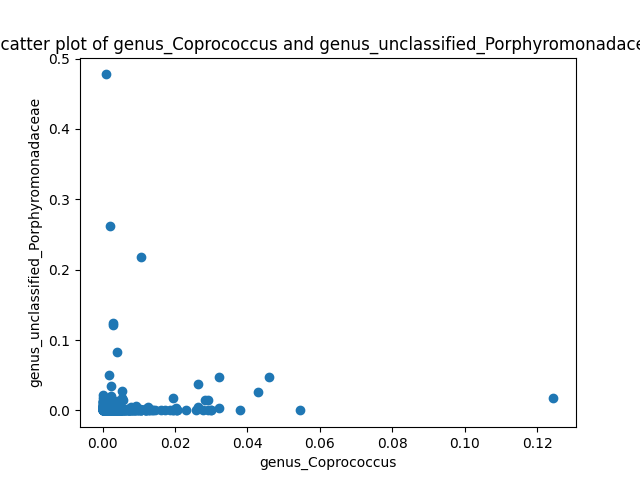 catter plot of genus_Coprococcus and genus_unclassified_Porphyromonadace
0.5
0.4
0.3
0.2
0.1
0.0
genus_unclassified_Porphyromonadaceae
0.00 0.02 0.04 0.06 0.08 0.10 0.12
genus_Coprococcus